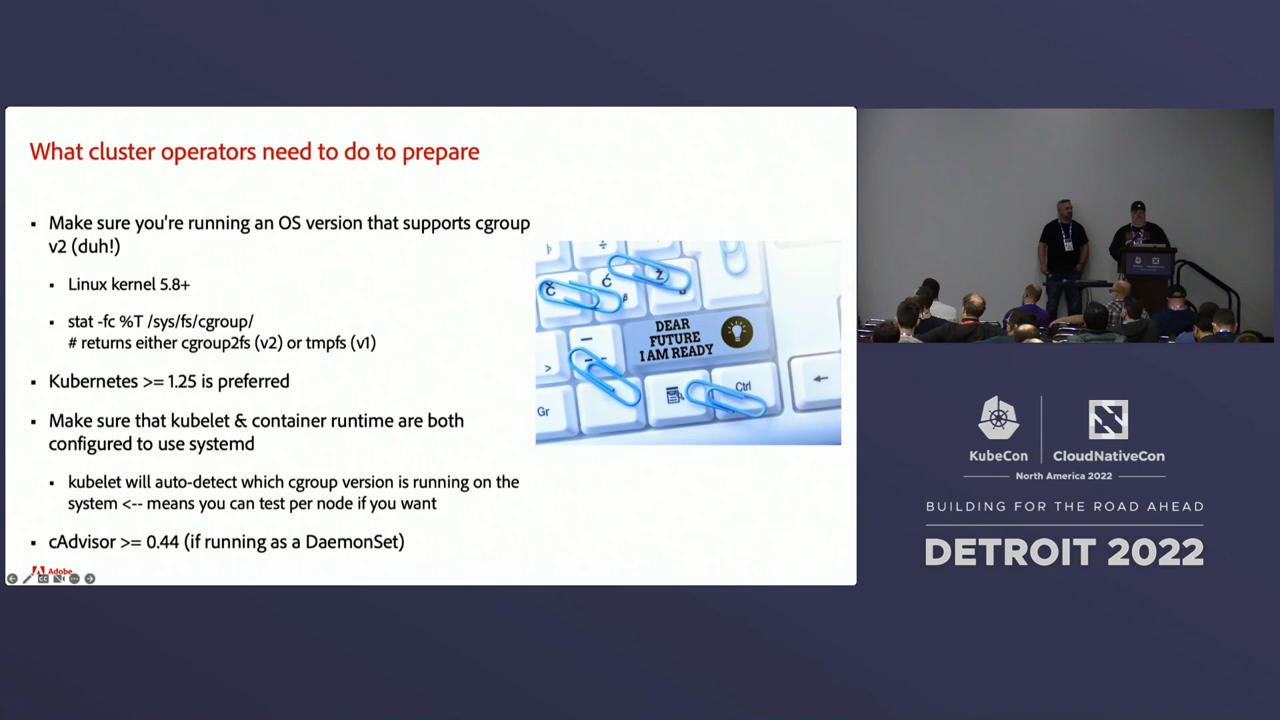 What cluster operators need to do to prepare
▪ Make sure you're running an OS version that supports cgroup
v2 (duh!)
▪ Linux kernel 5.8+
▪ stat -fc %T /sys/fs/cgroup/
# returns either cgroup2fs (v2) or tmpfs (v1)
▪ Kubernetes >= 1.25 is preferred
▪ Make sure that kubelet & container runtime are both
configured to use systemd
▪ kubelet will auto-detect which cgroup version is running on the
system <-- means you can test per node if you want
▪ cAdvisor >= 0.44 (if running as a DaemonSet)
Adobe
Č
Ć
Ž
ß
÷
>
Gr
Ctrl
DEAR
FUTURE
I AM READY
KubeCon
CloudNativeCon
North America 2022
BUILDING FOR THE ROAD AHEAD
DETROIT 2022